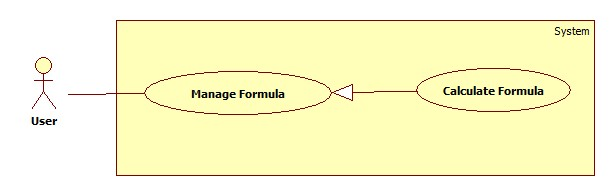 System
Manage Formula
Calculate Formula
User